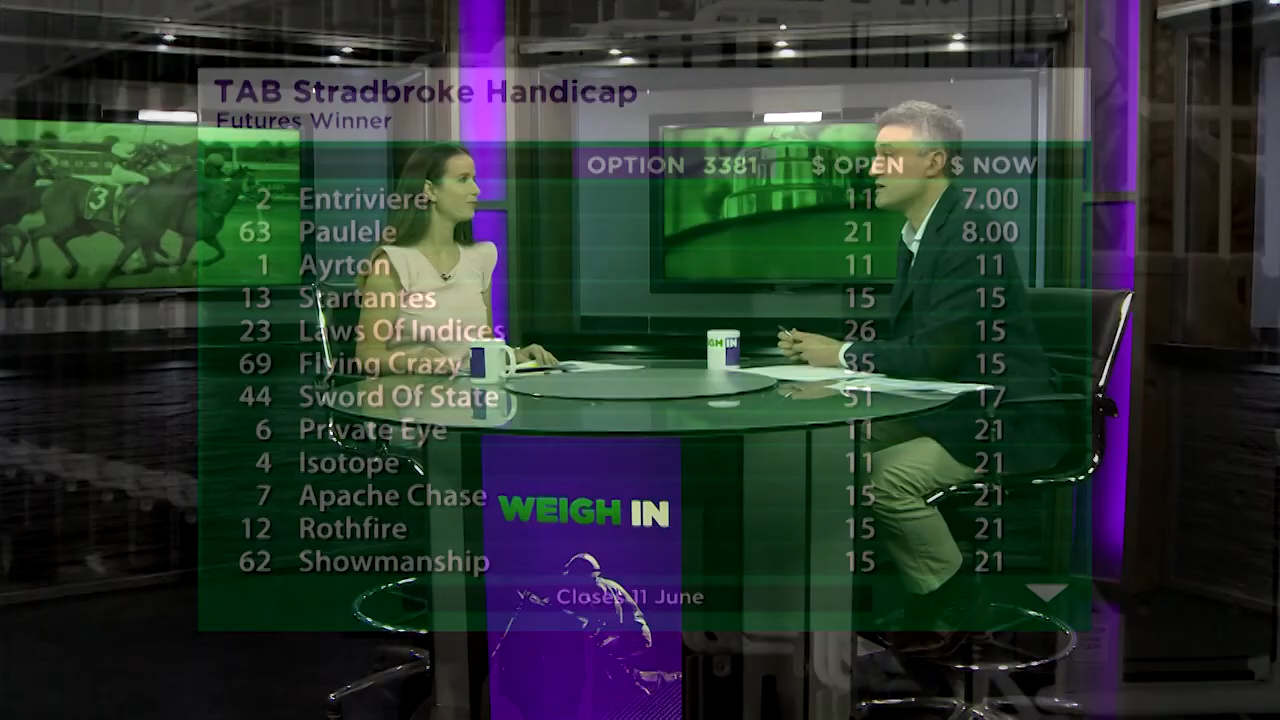 TAB Stradbroke Handicap
Futures Winner
OPTION 3381 $ OPEN $ NOW
2 Entriviere 11 7.00
63 Paulele 21 8.00
1 Ayrton 11 11
13 Startantes 15 15
23 Laws Of Indices 26 15
69 Flying Crazy 35 15
44 Sword Of State 51 17
6 Private Eye 11 21
4 Isotope 11 21
7 Apache Chase 15 21
12 Rothfire 15 21
62 Showmanship 15 21
Closes 11 June
3
IGH IN
WEIGH IN